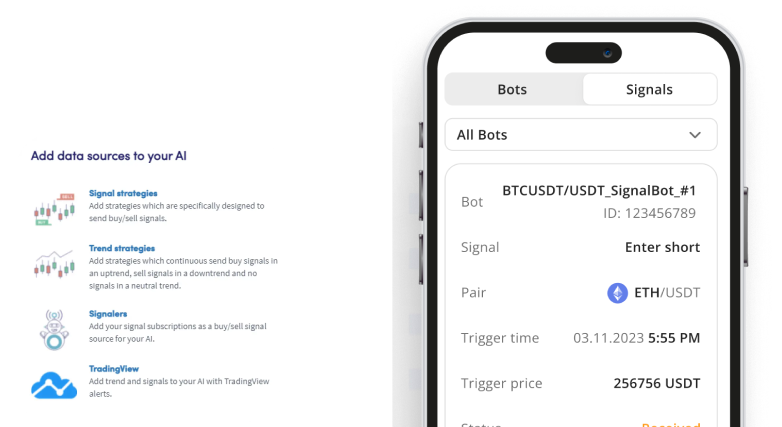 Add data sources to your AI
Signal strategies
Add strategies which are specifically designed to
send buy/sell signals.
Trend strategies
Add strategies which continuous send buy signals in
an uptrend, sell signals in a downtrend and no
signals in a neutral trend.
Signalers
Add your signal subscriptions as a buy/sell signal
source for your AI.
TradingView
Add trend and signals to your AI with TradingView
alerts.
Bots Signals
All Bots
Bot BTCUSDT/USDT_SignalBot_#1
ID: 123456789
Signal Enter short
Pair ETH/USDT
Trigger time 03.11.2023 5:55 PM
Trigger price 256756 USDT
Status Received